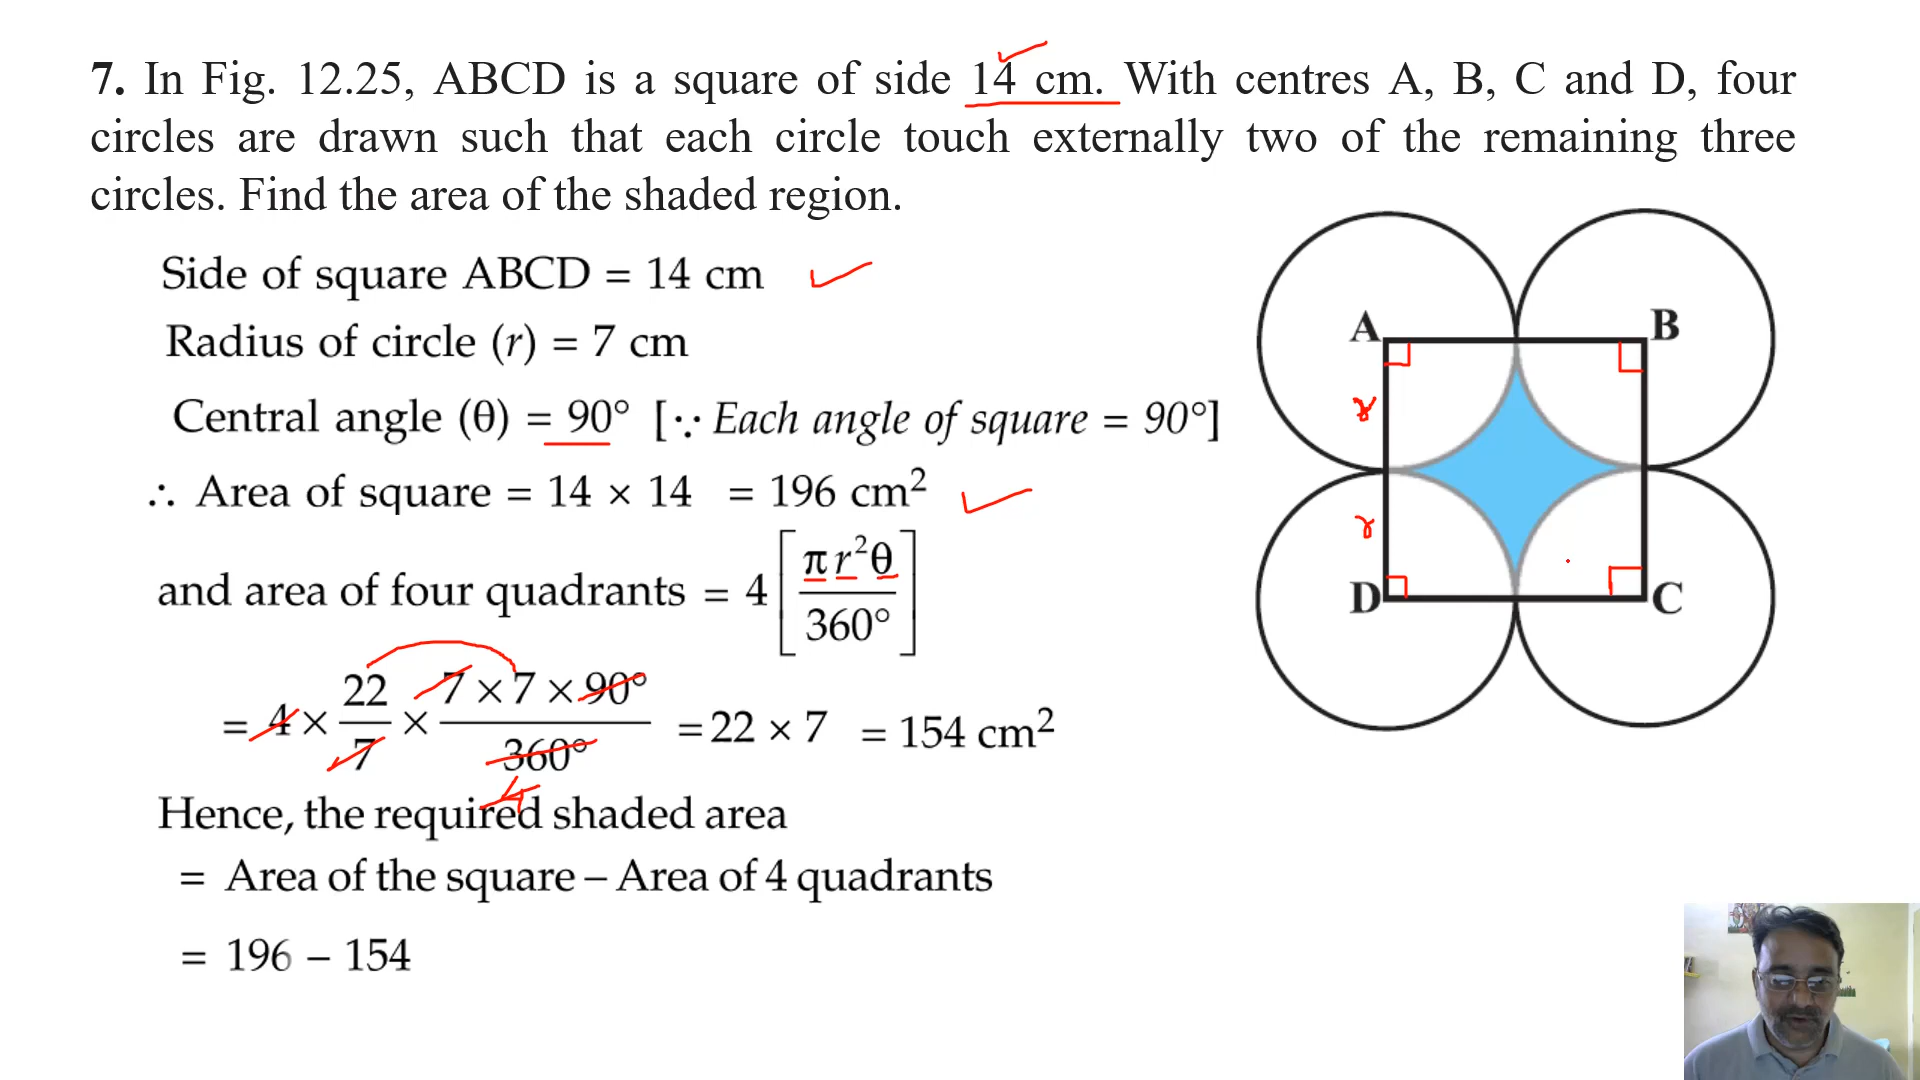 7. In Fig. 12.25, ABCD is a square of side 14 cm. With centres A, B, C and D, four
circles are drawn such that each circle touch externally two of the remaining three
circles. Find the area of the shaded region.
Side of square ABCD = 14 cm
Radius of circle (r) = 7 cm
Central angle (θ) = 90° [∵ Each angle of square = 90°]
∴ Area of square = 14 × 14 = 196 cm²
and area of four quadrants = 4 [πr²θ / 360°]
= 4 × 22/7 × 7 × 7 × 90° / 360° = 22 × 7 = 154 cm²
4
Hence, the required shaded area
= Area of the square – Area of 4 quadrants
= 196 – 154
A B
r
r
D C